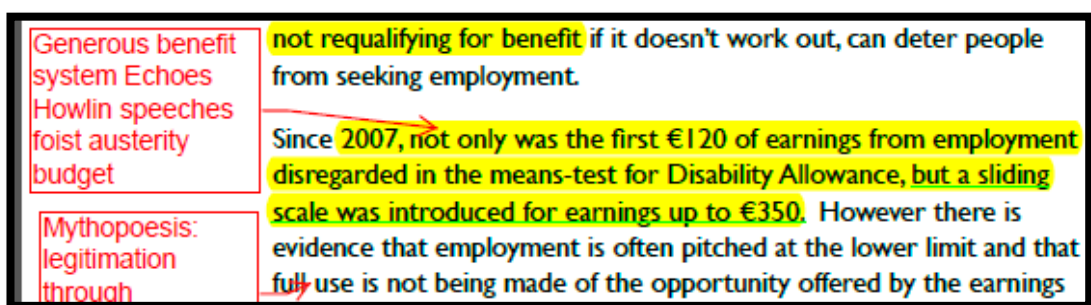 Generous benefit
system Echoes
Howlin speeches
foist austerity
budget
Mythopoesis:
legitimation
through
not requalifying for benefit if it doesn't work out, can deter people
from seeking employment.
Since 2007, not only was the first €120 of earnings from employment
disregarded in the means-test for Disability Allowance, but a sliding
scale was introduced for earnings up to €350. However there is
evidence that employment is often pitched at the lower limit and that
full use is not being made of the opportunity offered by the earnings